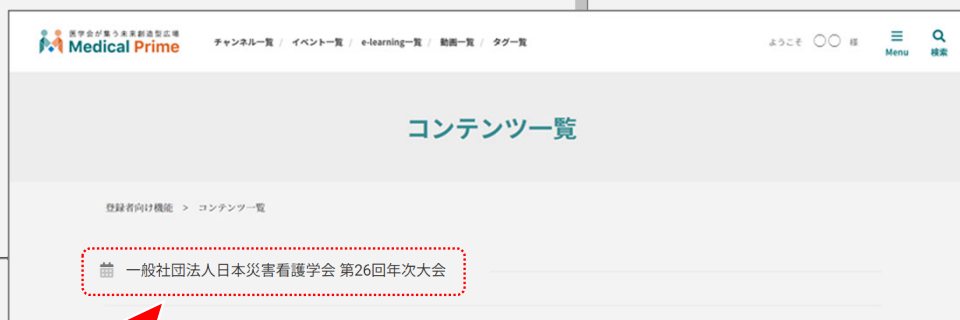 医学会が集う未来創造型広場
Medical Prime
チャンネル一覧 / イベント一覧 / e-learning一覧 / 動画一覧 / タグ一覧
ようこそ 〇〇 様
Menu
検索
コンテンツ一覧
登録者向け機能 > コンテンツ一覧
一般社団法人日本災害看護学会 第26回年次大会